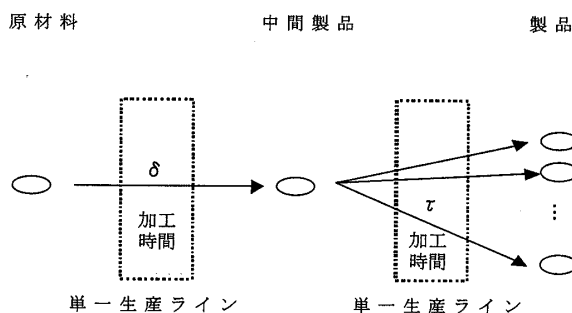 原材料
中間製品
製品
δ
加工
時間
τ
加工
時間
⋮
単一生産ライン
単一生産ライン